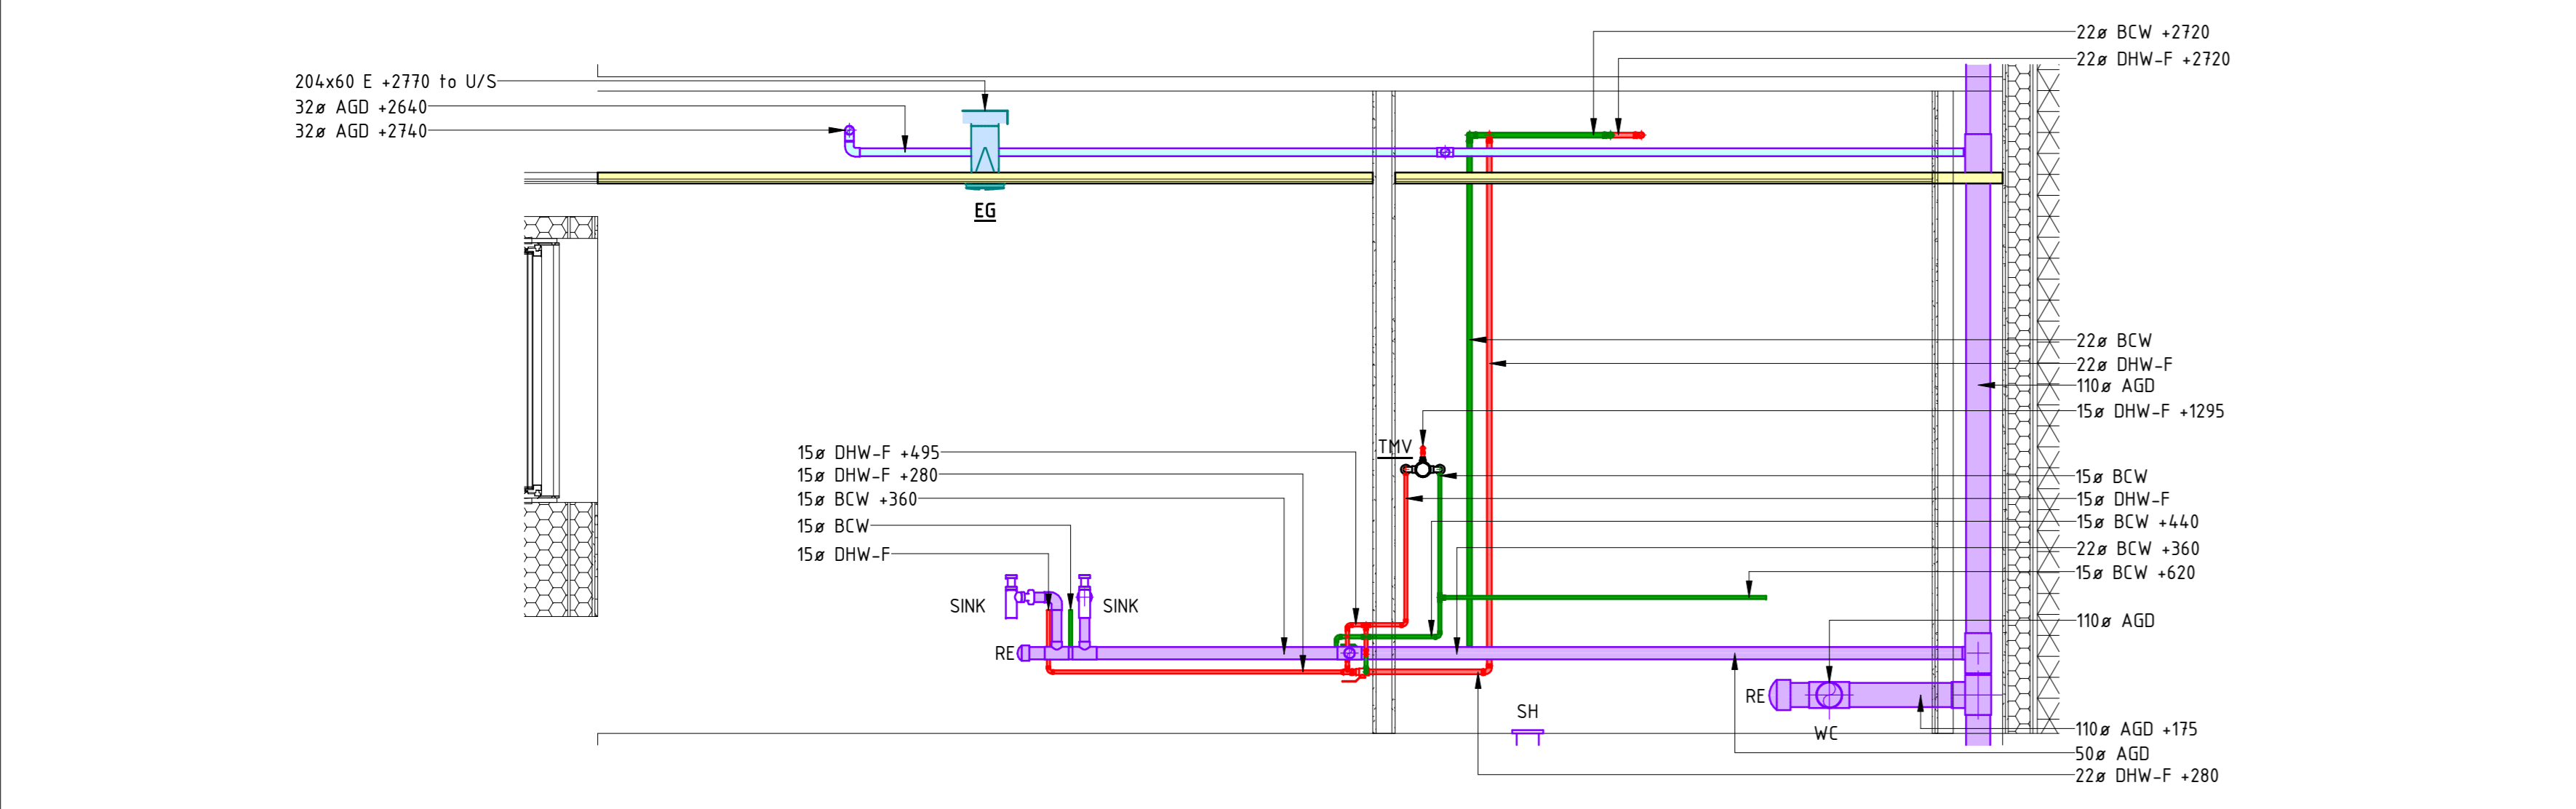 22ø BCW +2720
22ø DHW-F +2720
204x60 E +2770 to U/S
32ø AGD +2640
32ø AGD +2740
EG
22ø BCW
22ø DHW-F
110ø AGD
15ø DHW-F +1295
TMV
15ø DHW-F +495
15ø DHW-F +280
15ø BCW +360
15ø BCW
15ø DHW-F
15ø BCW
15ø DHW-F
15ø BCW +440
22ø BCW +360
15ø BCW +620
110ø AGD
SINK
SINK
RE
RE
SH
WC
110ø AGD +175
50ø AGD
22ø DHW-F +280